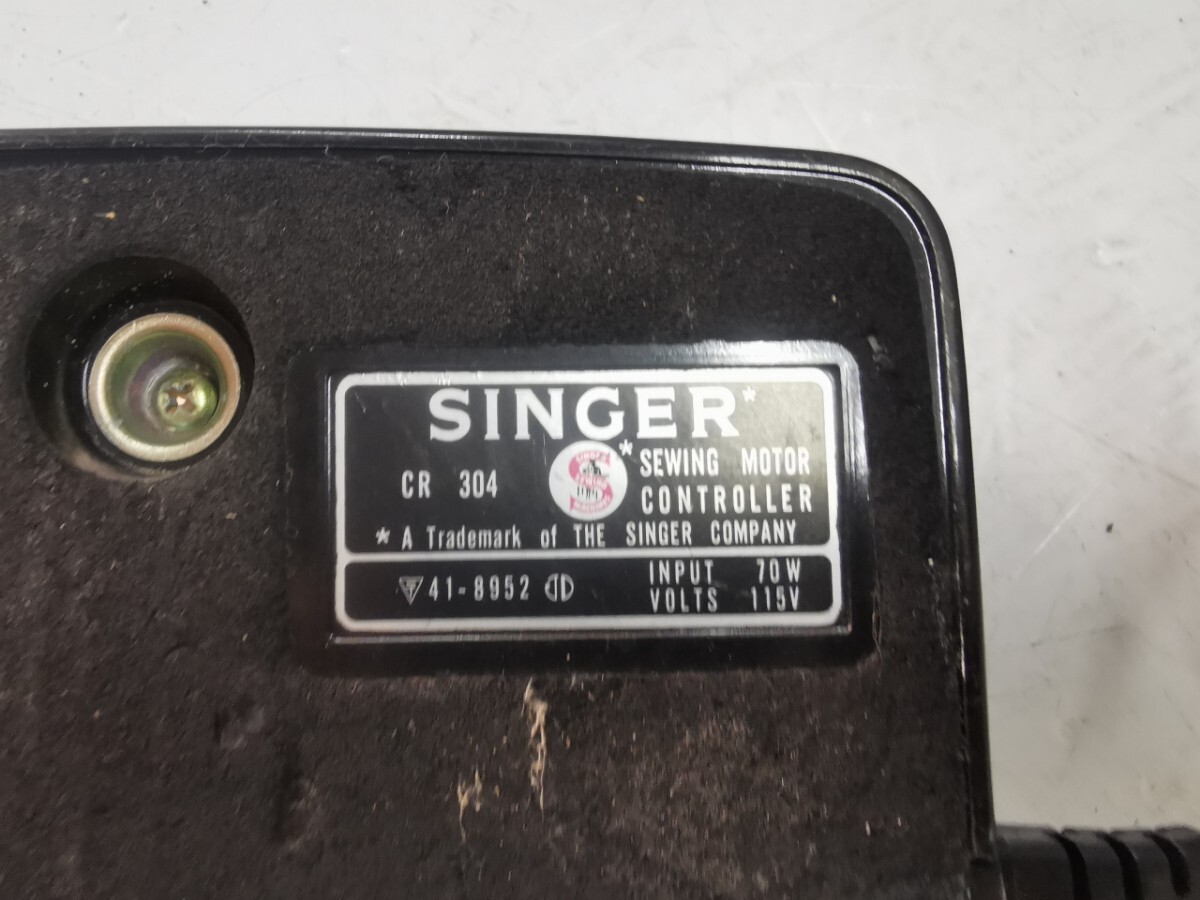 SINGER*
CR 304
* SEWING MOTOR
CONTROLLER
* A Trademark of THE SINGER COMPANY
41-8952
INPUT 70W
VOLTS 115V